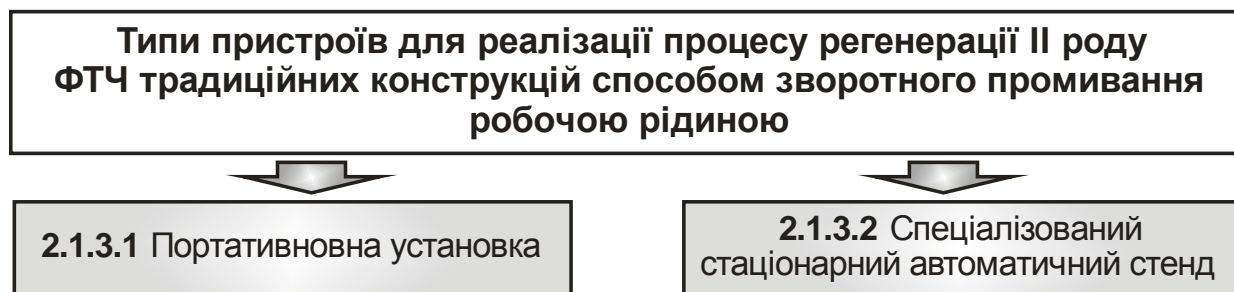 Типи пристроїв для реалізації процесу регенерації ІІ роду
ФТЧ традиційних конструкцій способом зворотного промивання
робочою рідиною
2.1.3.1 Портативновна установка
2.1.3.2 Спеціалізований
стаціонарний автоматичний стенд